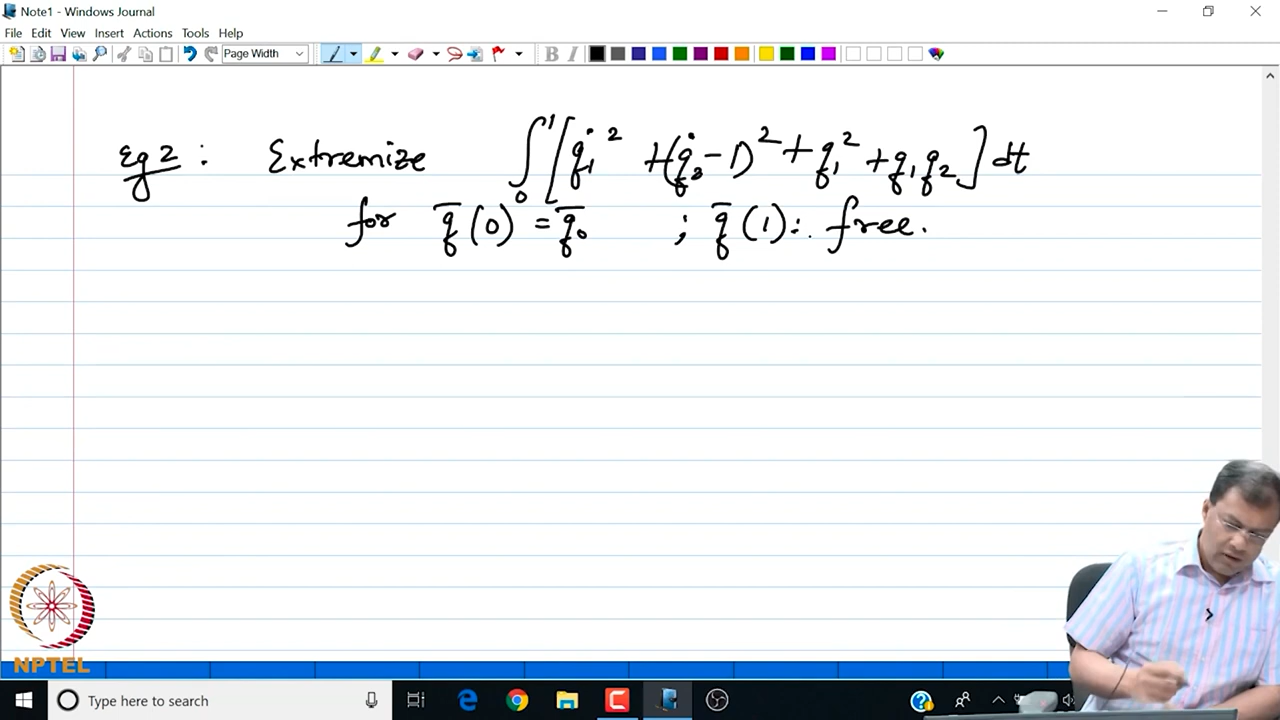 Note1 - Windows Journal
File Edit View Insert Actions Tools Help
Page Width
B I
Eg 2 : Extremize ∫₀¹ [q̇₁² + (q̇₂ - 1)² + q₁² + q₁q₂] dt
for q̄(0) = q̄₀ ; q̄(1): free.
NPTEL
Type here to search